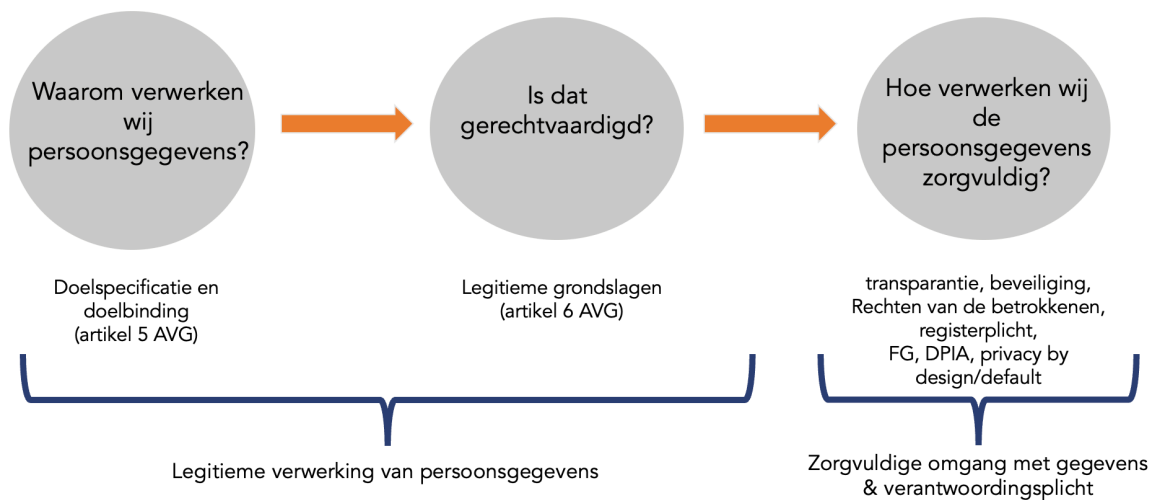 Waarom verwerken
wij
persoonsgegevens?
Is dat
gerechtvaardigd?
Hoe verwerken wij
de
persoonsgegevens
zorgvuldig?
Doelspecificatie en
doelbinding
(artikel 5 AVG)
Legitieme grondslagen
(artikel 6 AVG)
transparantie, beveiliging,
Rechten van de betrokkenen,
registerplicht,
FG, DPIA, privacy by
design/default
Legitieme verwerking van persoonsgegevens
Zorgvuldige omgang met gegevens
& verantwoordingsplicht